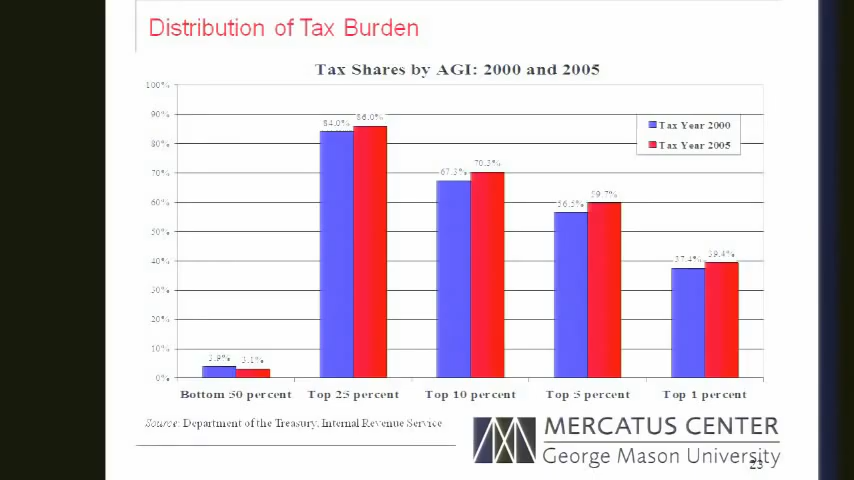 Distribution of Tax Burden
Tax Shares by AGI: 2000 and 2005
100%
90%
80%
70%
60%
50%
40%
30%
20%
10%
0%
84.0%
86.0%
67.3%
70.3%
56.5%
59.7%
37.4%
39.4%
3.9%
3.1%
Tax Year 2000
Tax Year 2005
Bottom 50 percent
Top 25 percent
Top 10 percent
Top 5 percent
Top 1 percent
Source: Department of the Treasury, Internal Revenue Service
MERCATUS CENTER
George Mason University
23